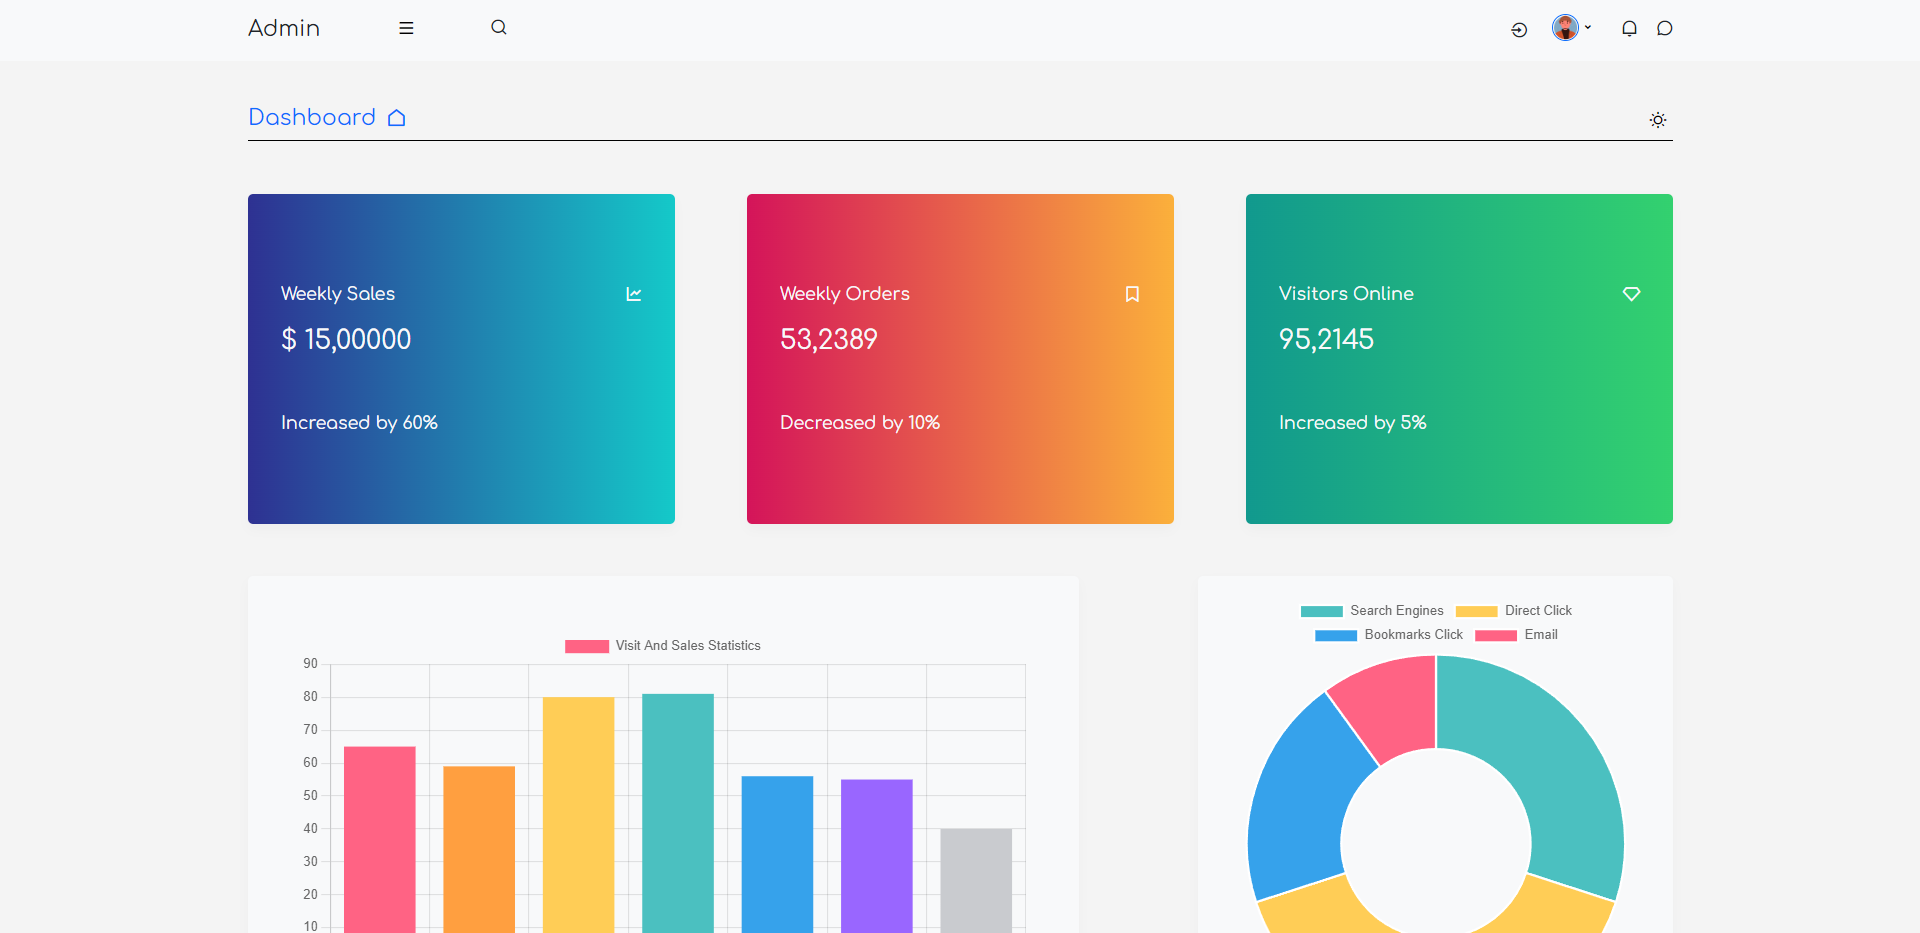 Admin
Dashboard
Weekly Sales
$ 15,00000
Increased by 60%
Weekly Orders
53,2389
Decreased by 10%
Visitors Online
95,2145
Increased by 5%
Visit And Sales Statistics
90
80
70
60
50
40
30
20
10
Search Engines Direct Click
Bookmarks Click Email